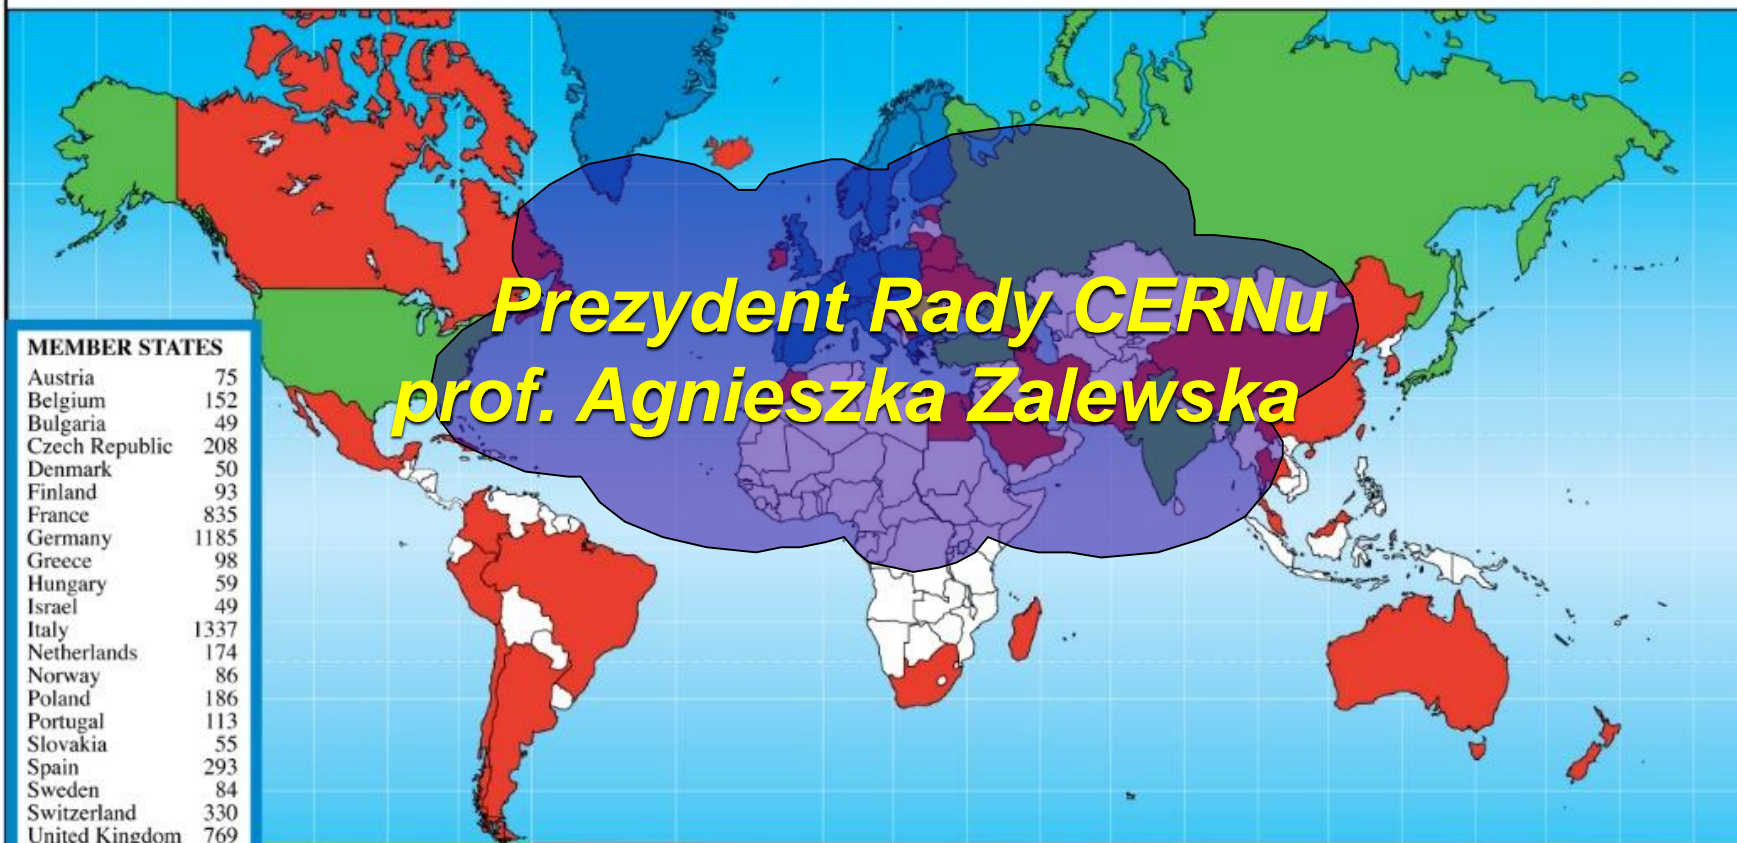 Prezydent Rady CERNu
prof. Agnieszka Zalewska
MEMBER STATES
Austria 75
Belgium 152
Bulgaria 49
Czech Republic 208
Denmark 50
Finland 93
France 835
Germany 1185
Greece 98
Hungary 59
Israel 49
Italy 1337
Netherlands 174
Norway 86
Poland 186
Portugal 113
Slovakia 55
Spain 293
Sweden 84
Switzerland 330
United Kingdom 769